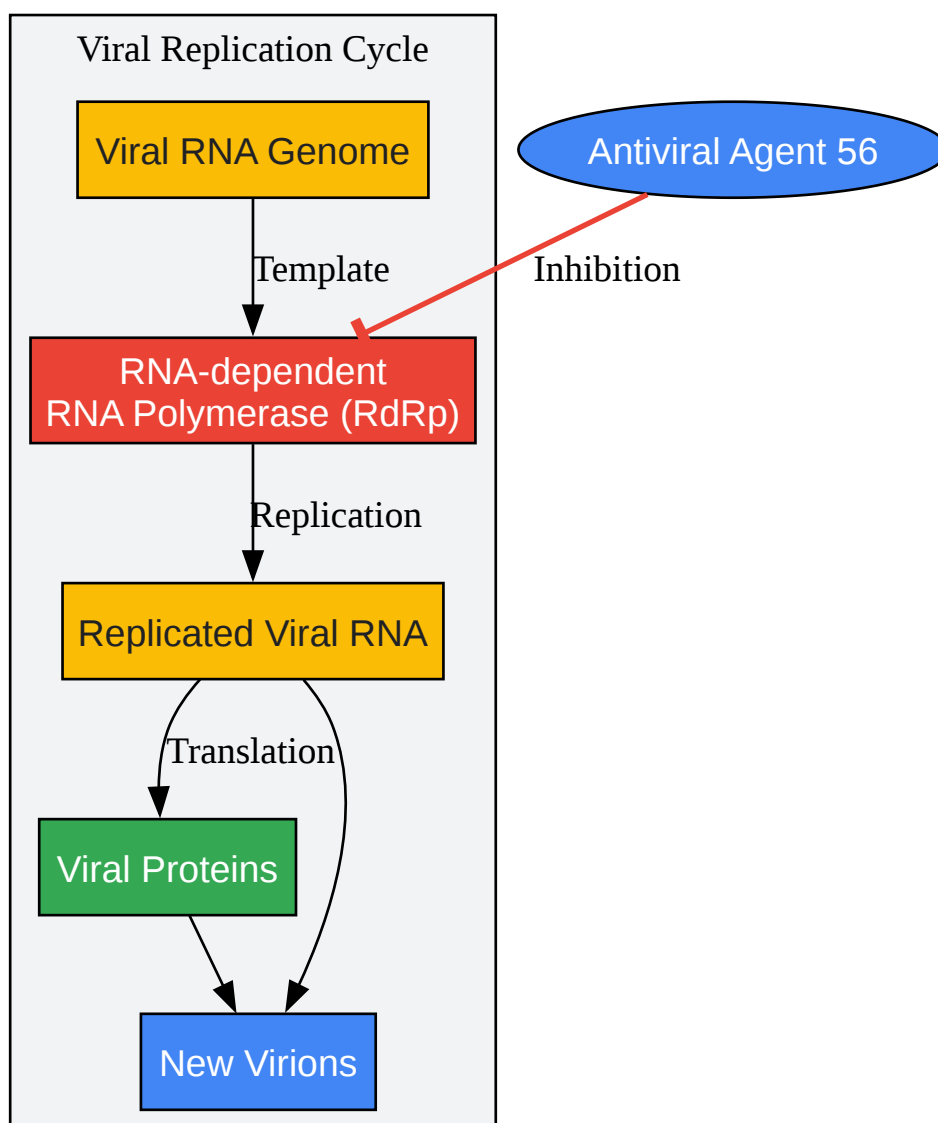 Viral Replication Cycle
Viral RNA Genome
Antiviral Agent 56
Template
Inhibition
RNA-dependent
RNA Polymerase (RdRp)
Replication
Replicated Viral RNA
Translation
Viral Proteins
New Virions